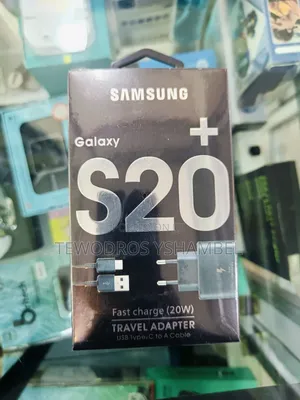 SAMSUNG
Galaxy
S20+
TEWODROS YSHAMBEL
Fast charge (20W)
TRAVEL ADAPTER
USB Type-C to A Cable